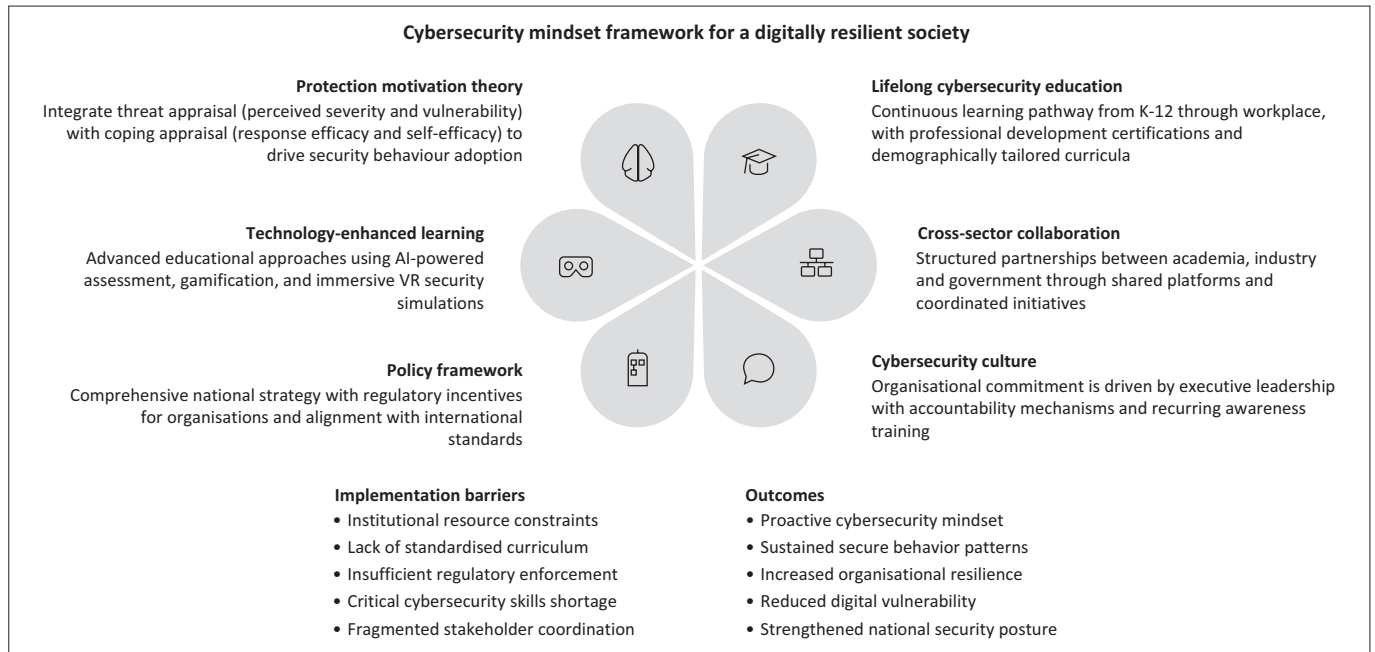 Cybersecurity mindset framework for a digitally resilient society
Protection motivation theory
Integrate threat appraisal (perceived severity and vulnerability)
with coping appraisal (response efficacy and self-efficacy) to
drive security behaviour adoption
Lifelong cybersecurity education
Continuous learning pathway from K-12 through workplace,
with professional development certifications and
demographically tailored curricula
Technology-enhanced learning
Advanced educational approaches using AI-powered
assessment, gamification, and immersive VR security
simulations
Cross-sector collaboration
Structured partnerships between academia, industry
and government through shared platforms and
coordinated initiatives
Policy framework
Comprehensive national strategy with regulatory incentives
for organisations and alignment with international
standards
Cybersecurity culture
Organisational commitment is driven by executive leadership
with accountability mechanisms and recurring awareness
training
Implementation barriers
• Institutional resource constraints
• Lack of standardised curriculum
• Insufficient regulatory enforcement
• Critical cybersecurity skills shortage
• Fragmented stakeholder coordination
Outcomes
• Proactive cybersecurity mindset
• Sustained secure behavior patterns
• Increased organisational resilience
• Reduced digital vulnerability
• Strengthened national security posture